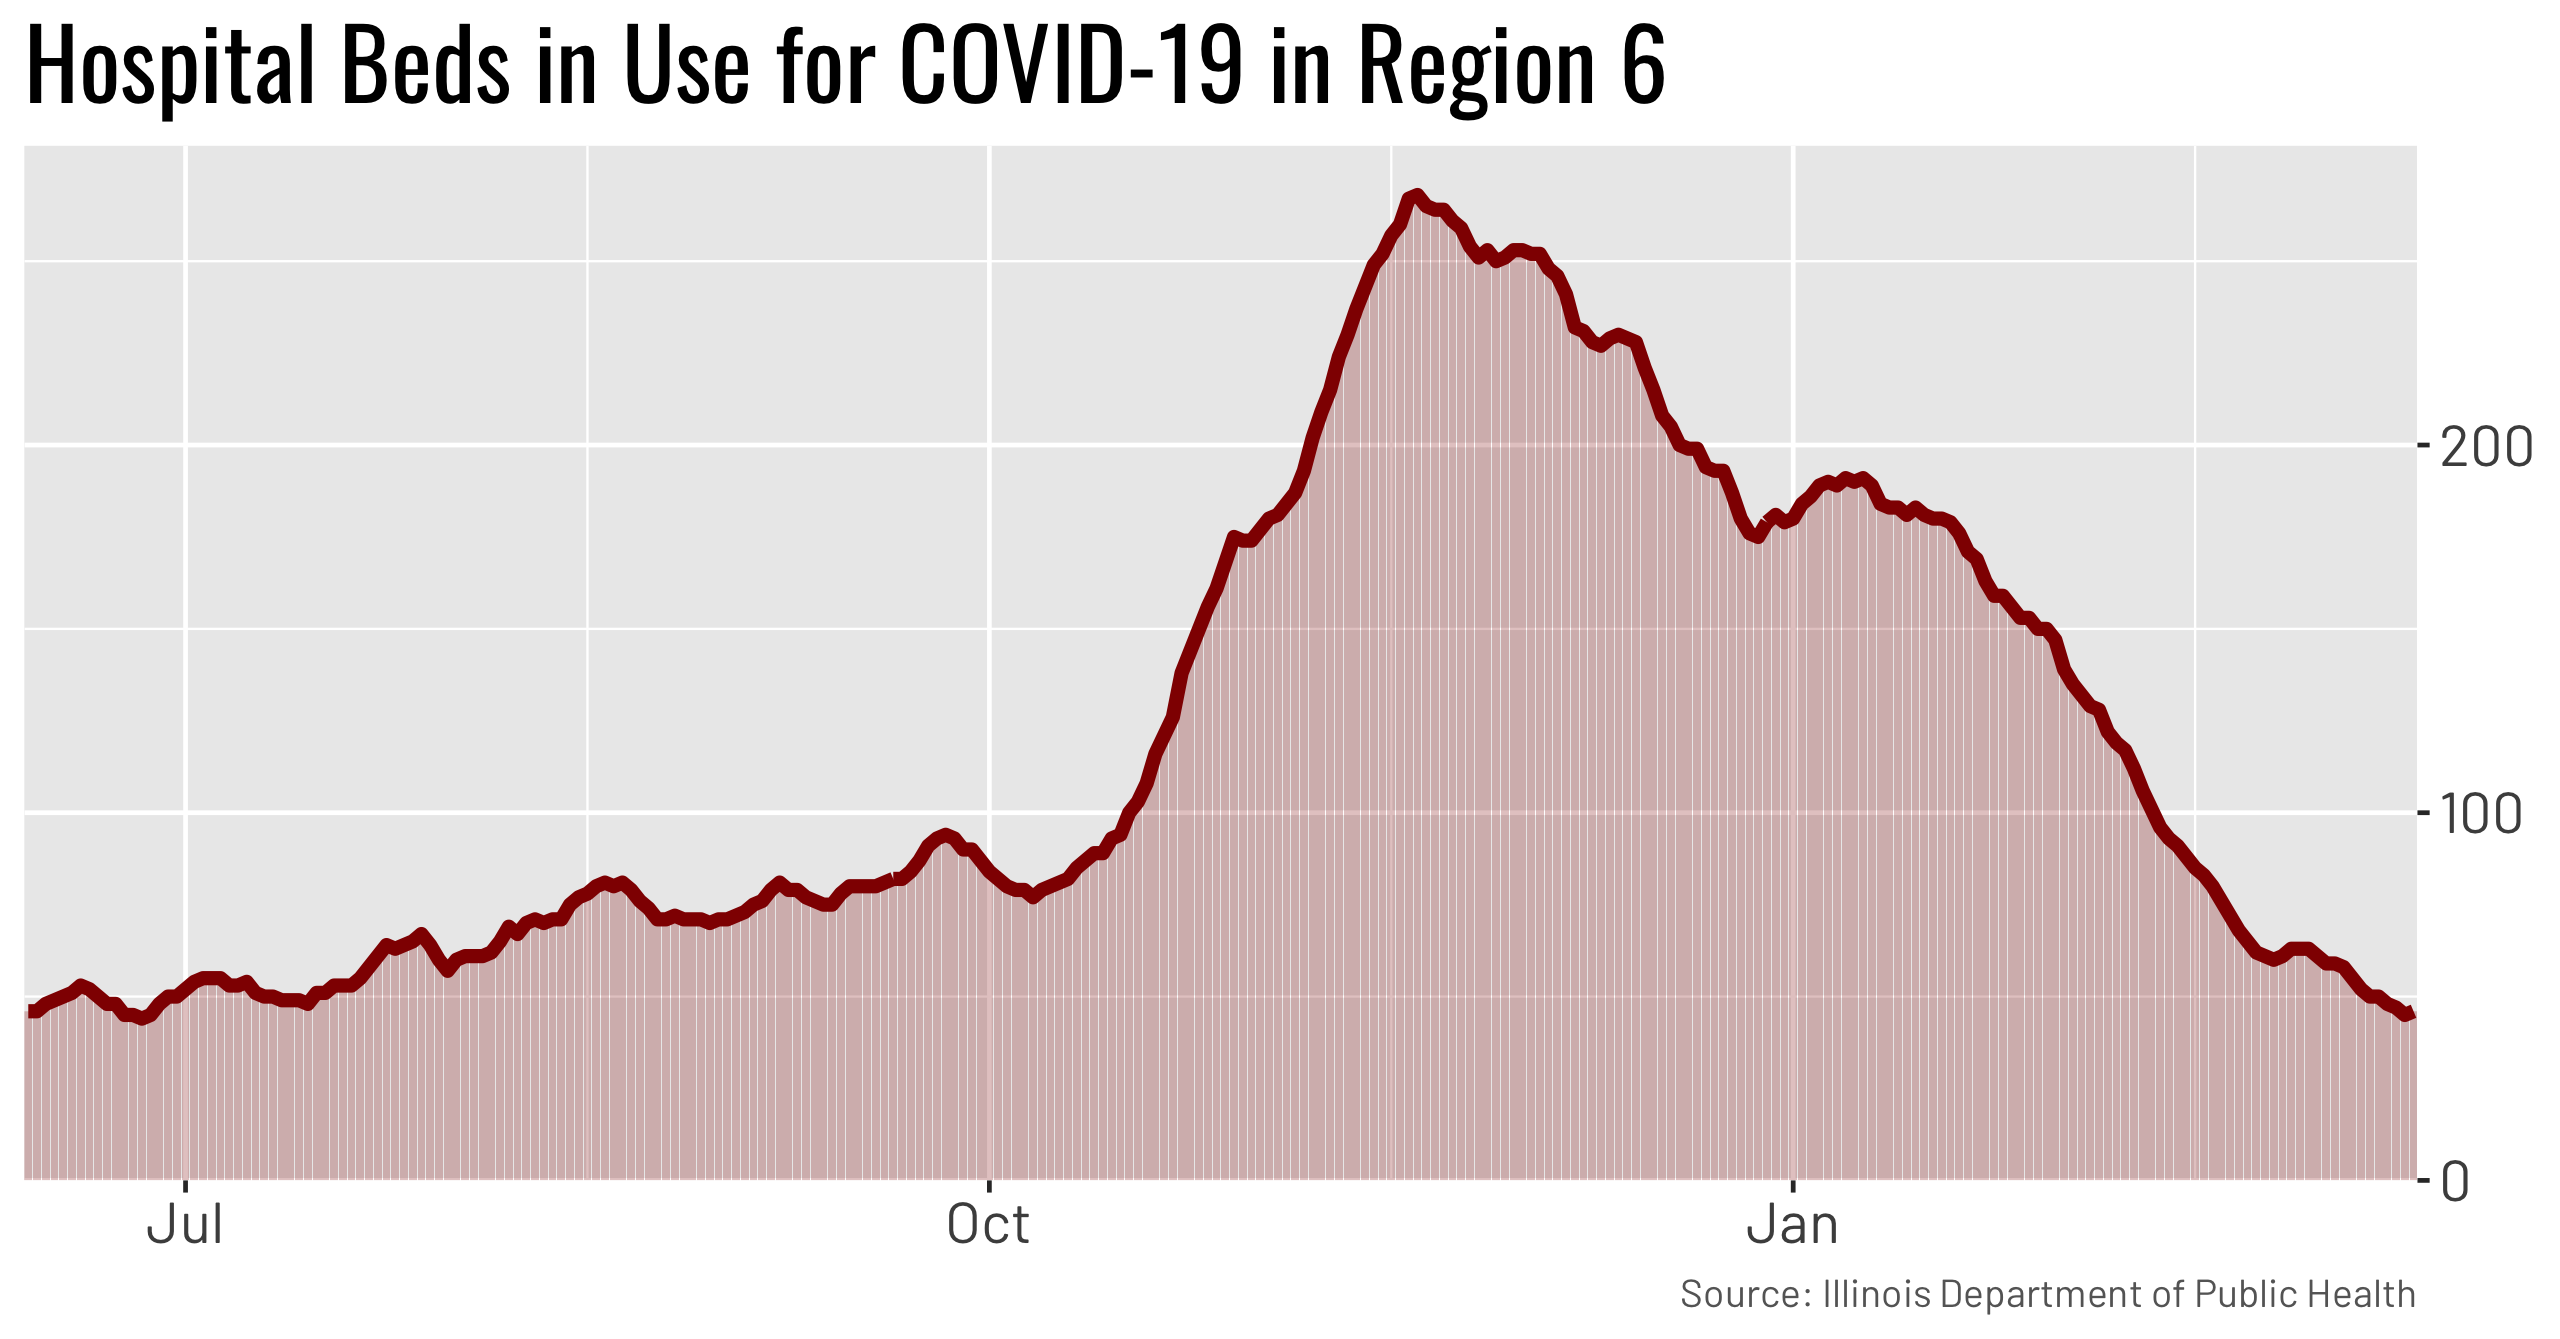 Hospital Beds in Use for COVID-19 in Region 6
200
100
0
Jul Oct Jan
Source: Illinois Department of Public Health